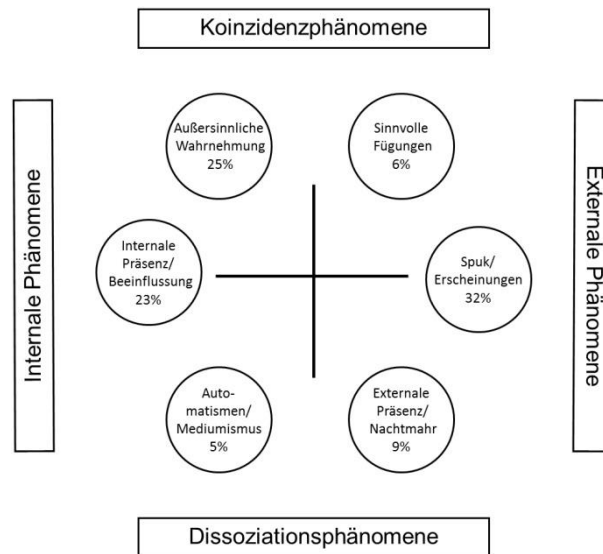 Koinzidenzphänomene
Außersinnliche
Wahrnehmung
25%
Sinnvolle
Fügungen
6%
Internale Phänomene
Internale
Präsenz/
Beeinflussung
23%
Spuk/
Erscheinungen
32%
Externale Phänomene
Auto-
matismen/
Mediumismus
5%
Externale
Präsenz/
Nachtmahr
9%
Dissoziationsphänomene